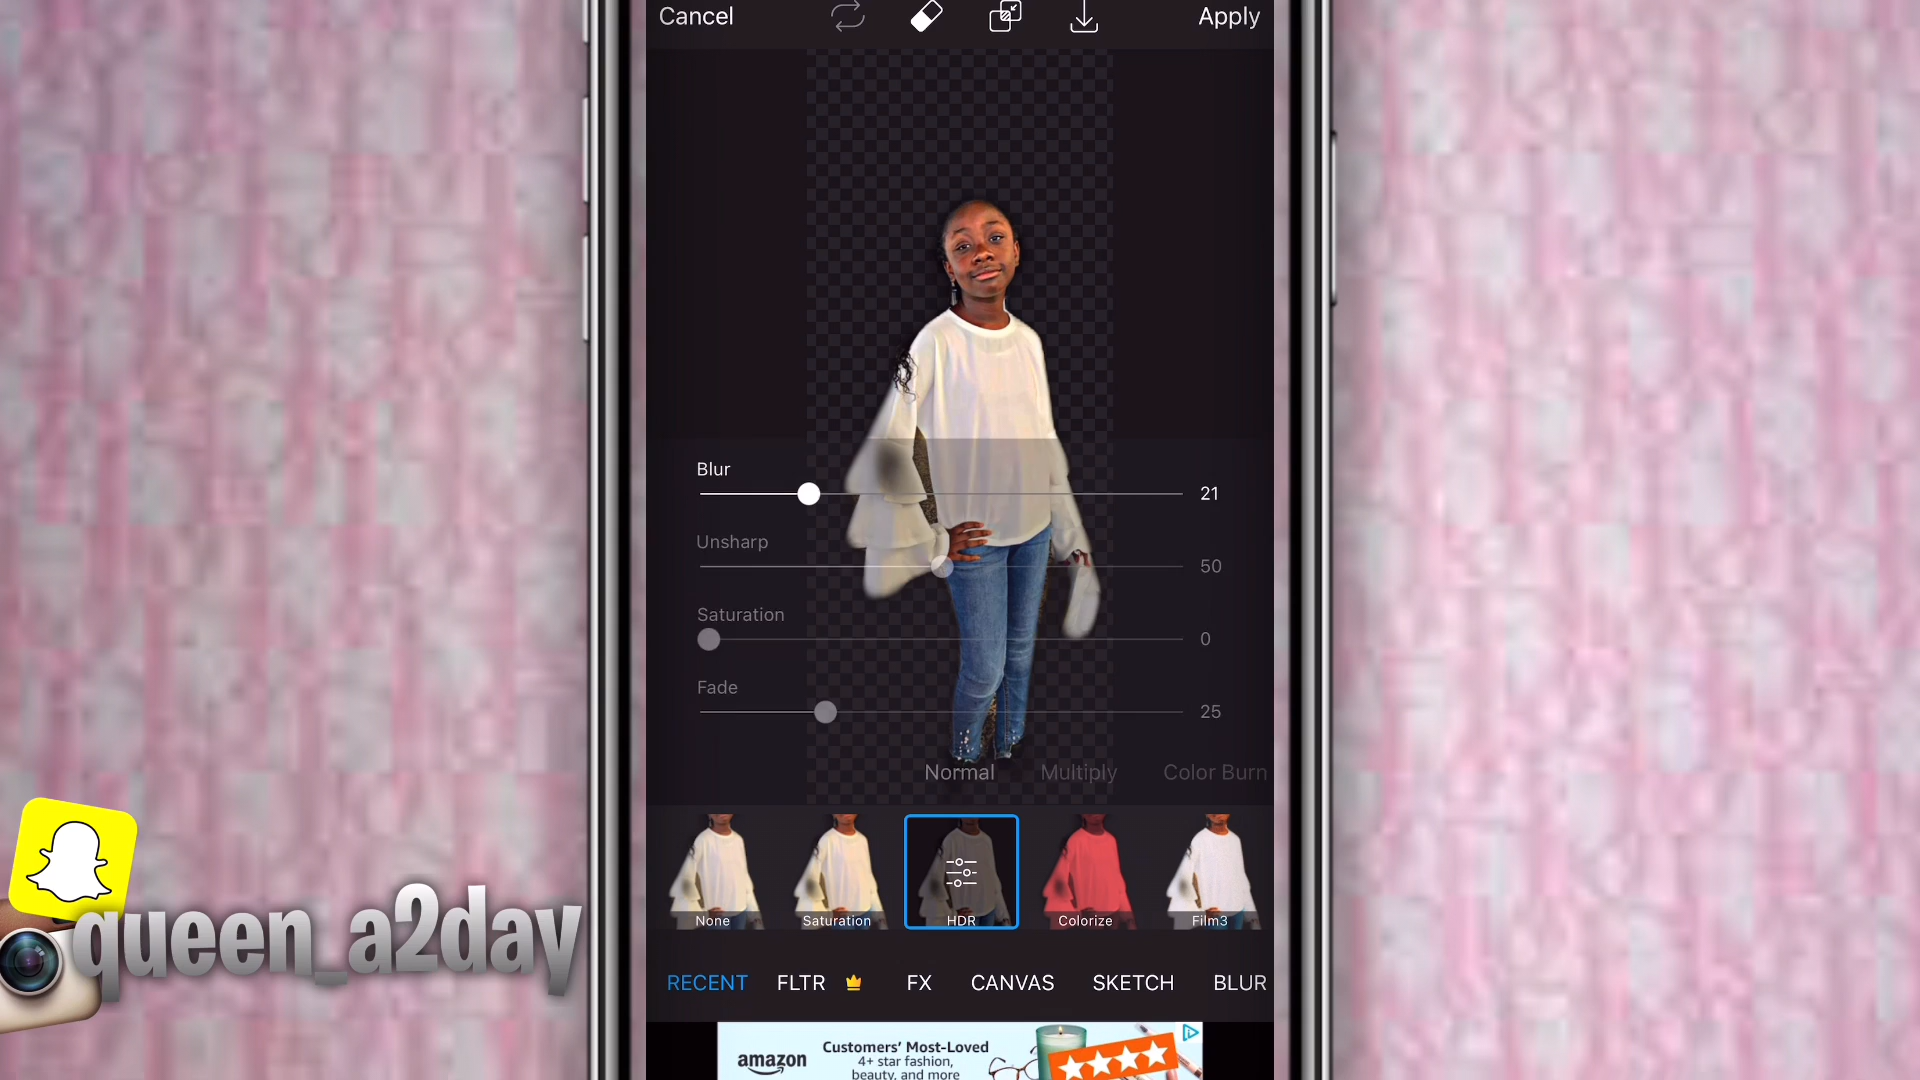 Cancel
Apply
Blur
21
Unsharp
50
Saturation
0
Fade
25
Normal Multiply Color Burn
None Saturation HDR Colorize Film3
RECENT FLTR FX CANVAS SKETCH BLUR
queen_a2day
amazon
Customers' Most-Loved
4+ star fashion,
beauty, and more